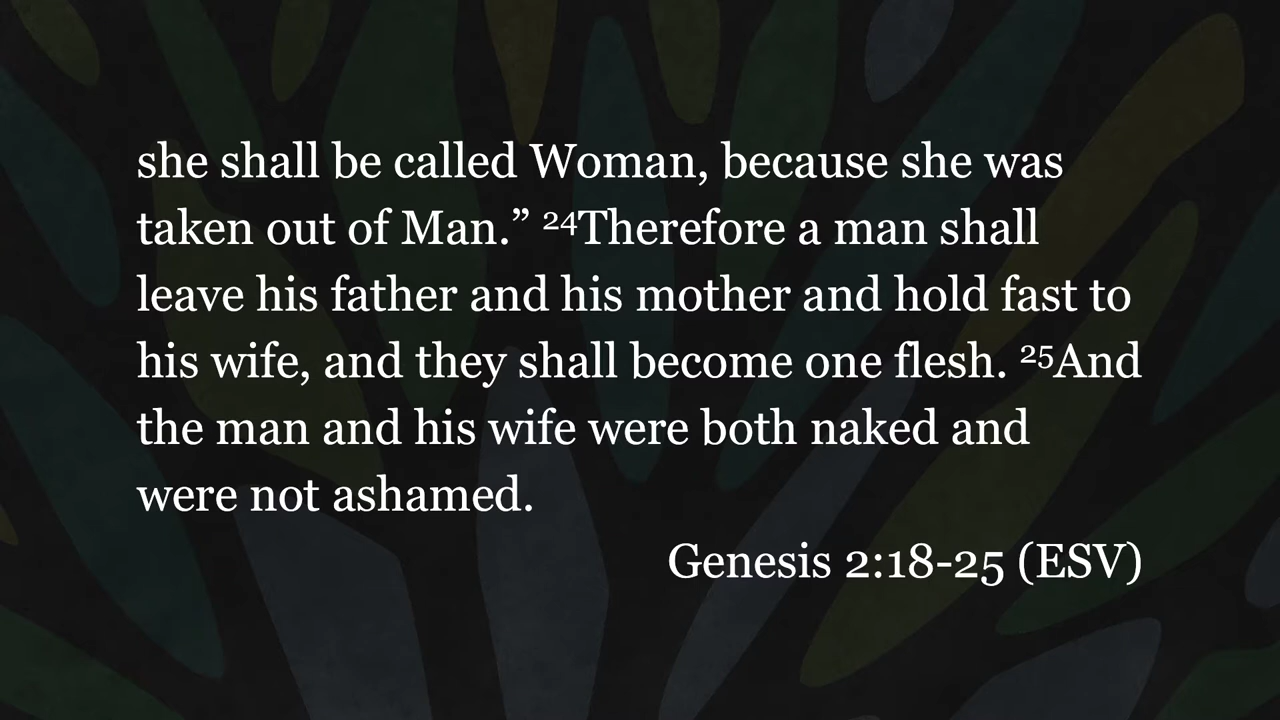 she shall be called Woman, because she was
taken out of Man.” ²⁴Therefore a man shall
leave his father and his mother and hold fast to
his wife, and they shall become one flesh. ²⁵And
the man and his wife were both naked and
were not ashamed.
Genesis 2:18-25 (ESV)